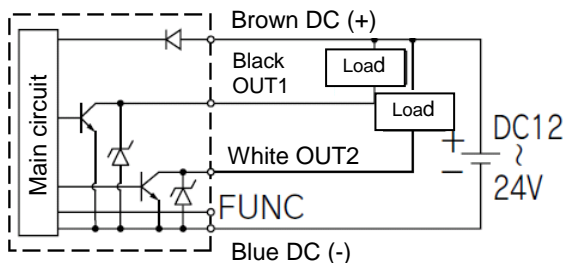 Brown DC (+)
Main circuit
Black
OUT1
Load
Load
DC12
~
24V
+
−
White OUT2
FUNC
Blue DC (-)